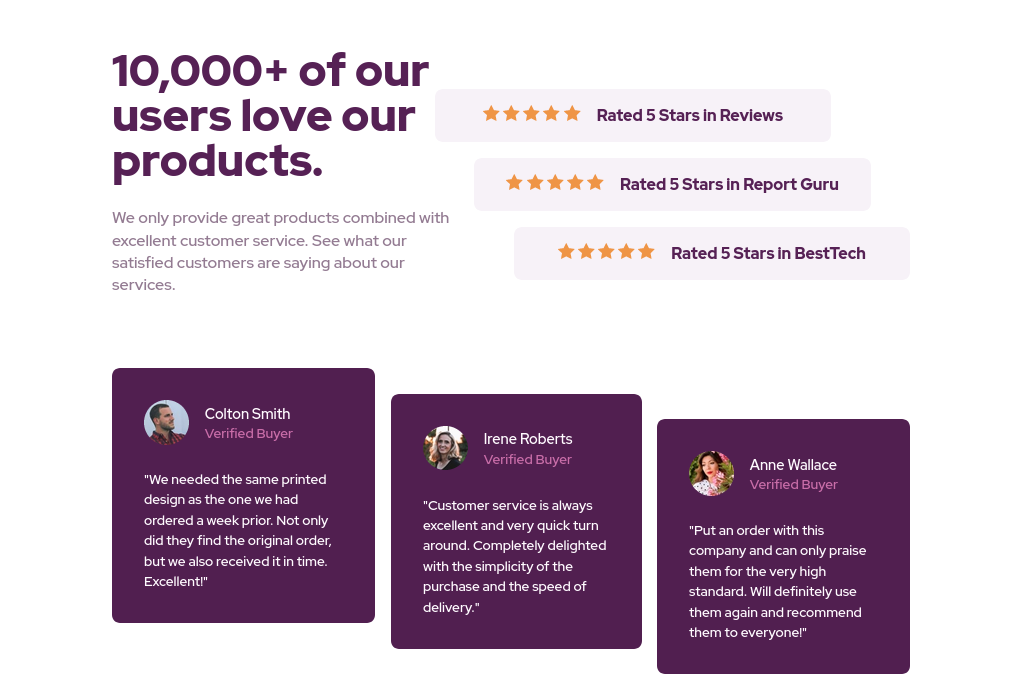 10,000+ of our
users love our
products.
We only provide great products combined with
excellent customer service. See what our
satisfied customers are saying about our
services.
Rated 5 Stars in Reviews
Rated 5 Stars in Report Guru
Rated 5 Stars in BestTech
Colton Smith
Verified Buyer
"We needed the same printed
design as the one we had
ordered a week prior. Not only
did they find the original order,
but we also received it in time.
Excellent!"
Irene Roberts
Verified Buyer
"Customer service is always
excellent and very quick turn
around. Completely delighted
with the simplicity of the
purchase and the speed of
delivery."
Anne Wallace
Verified Buyer
"Put an order with this
company and can only praise
them for the very high
standard. Will definitely use
them again and recommend
them to everyone!"